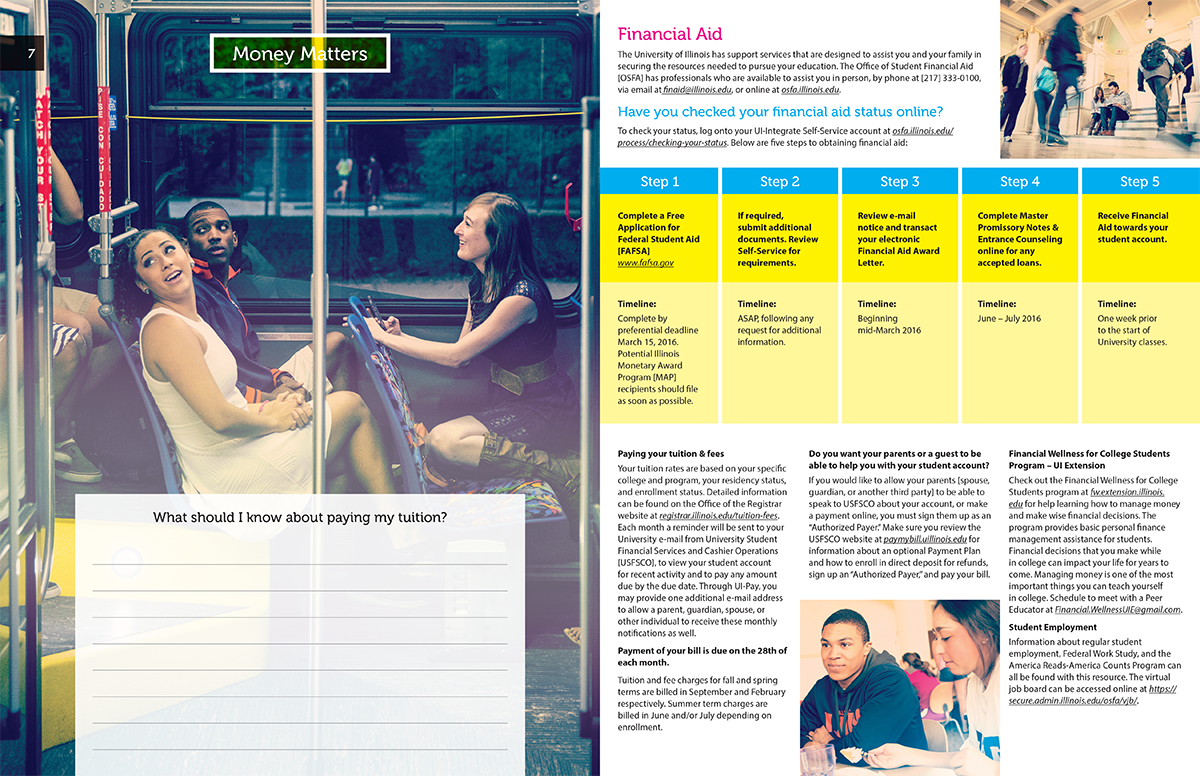 7
Money Matters
What should I know about paying my tuition?
Financial Aid
The University of Illinois has support services that are designed to assist you and your family in
securing the resources needed to pursue your education. The Office of Student Financial Aid
[OSFA] has professionals who are available to assist you in person, by phone at [217] 333-0100,
via email at finaid@illinois.edu, or online at osfa.illinois.edu.
Have you checked your financial aid status online?
To check your status, log onto your UI-Integrate Self-Service account at osfa.illinois.edu/
process/checking-your-status. Below are five steps to obtaining financial aid:
Step 1
Complete a Free
Application for
Federal Student Aid
[FAFSA]
www.fafsa.gov
Timeline:
Complete by
preferential deadline
March 15, 2016.
Potential Illinois
Monetary Award
Program [MAP]
recipients should file
as soon as possible.
Step 2
If required,
submit additional
documents. Review
Self-Service for
requirements.
Timeline:
ASAP, following any
request for additional
information.
Step 3
Review e-mail
notice and transact
your electronic
Financial Aid Award
Letter.
Timeline:
Beginning
mid-March 2016
Step 4
Complete Master
Promissory Notes &
Entrance Counseling
online for any
accepted loans.
Timeline:
June – July 2016
Step 5
Receive Financial
Aid towards your
student account.
Timeline:
One week prior
to the start of
University classes.
Paying your tuition & fees
Your tuition rates are based on your specific
college and program, your residency status,
and enrollment status. Detailed information
can be found on the Office of the Registrar
website at registrar.illinois.edu/tuition-fees.
Each month a reminder will be sent to your
University e-mail from University Student
Financial Services and Cashier Operations
[USFSCO], to view your student account
for recent activity and to pay any amount
due by the due date. Through UI-Pay, you
may provide one additional e-mail address
to allow a parent, guardian, spouse, or
other individual to receive these monthly
notifications as well.
Payment of your bill is due on the 28th of
each month.
Tuition and fee charges for fall and spring
terms are billed in September and February
respectively. Summer term charges are
billed in June and/or July depending on
enrollment.
Do you want your parents or a guest to be
able to help you with your student account?
If you would like to allow your parents [spouse,
guardian, or another third party] to be able to
speak to USFSCO about your account, or make
a payment online, you must sign them up as an
“Authorized Payer.” Make sure you review the
USFSCO website at paymybill.uillinois.edu for
information about an optional Payment Plan
and how to enroll in direct deposit for refunds,
sign up an “Authorized Payer,” and pay your bill.
Financial Wellness for College Students
Program – UI Extension
Check out the Financial Wellness for College
Students program at fw.extension.illinois.
edu for help learning how to manage money
and make wise financial decisions. The
program provides basic personal finance
management assistance for students.
Financial decisions that you make while
in college can impact your life for years to
come. Managing money is one of the most
important things you can teach yourself
in college. Schedule to meet with a Peer
Educator at Financial.WellnessUIE@gmail.com.
Student Employment
Information about regular student
employment, Federal Work Study, and the
America Reads-America Counts Program can
all be found with this resource. The virtual
job board can be accessed online at https://
secure.admin.illinois.edu/osfa/vjb/.